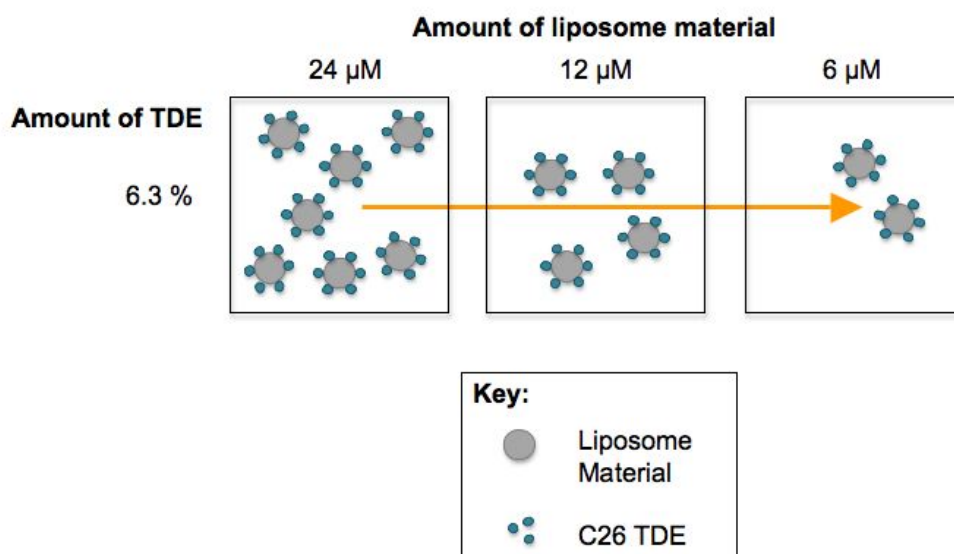 Amount of liposome material
24 µM 12 µM 6 µM
Amount of TDE
6.3 %
Key:
Liposome
Material
C26 TDE